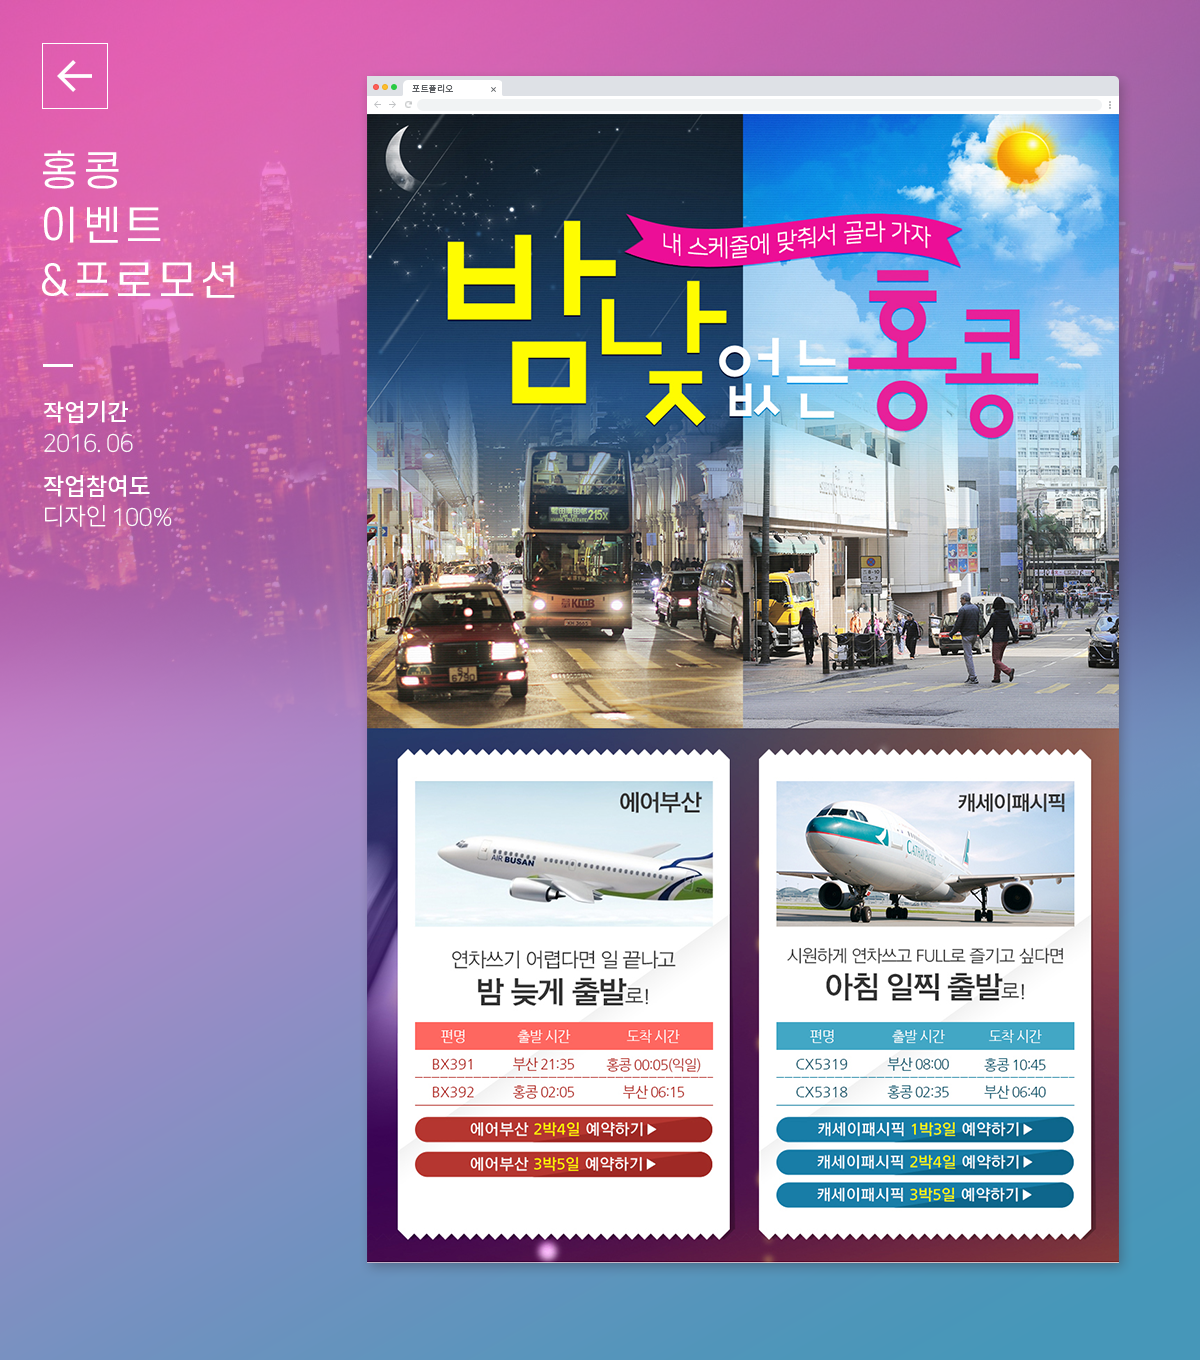 홍콩
이벤트
&프로모션
작업기간
2016. 06
작업참여도
디자인 100%
포트폴리오
내 스케줄에 맞춰서 골라 가자
밤낮없는홍콩
215X
KMB
에어부산
AIR BUSAN
연차쓰기 어렵다면 일 끝나고
밤 늦게 출발로!
편명 출발 시간 도착 시간
BX391 부산 21:35 홍콩 00:05(익일)
BX392 홍콩 02:05 부산 06:15
에어부산 2박4일 예약하기▶
에어부산 3박5일 예약하기▶
캐세이패시픽
CATHAY PACIFIC
시원하게 연차쓰고 FULL로 즐기고 싶다면
아침 일찍 출발로!
편명 출발 시간 도착 시간
CX5319 부산 08:00 홍콩 10:45
CX5318 홍콩 02:35 부산 06:40
캐세이패시픽 1박3일 예약하기▶
캐세이패시픽 2박4일 예약하기▶
캐세이패시픽 3박5일 예약하기▶